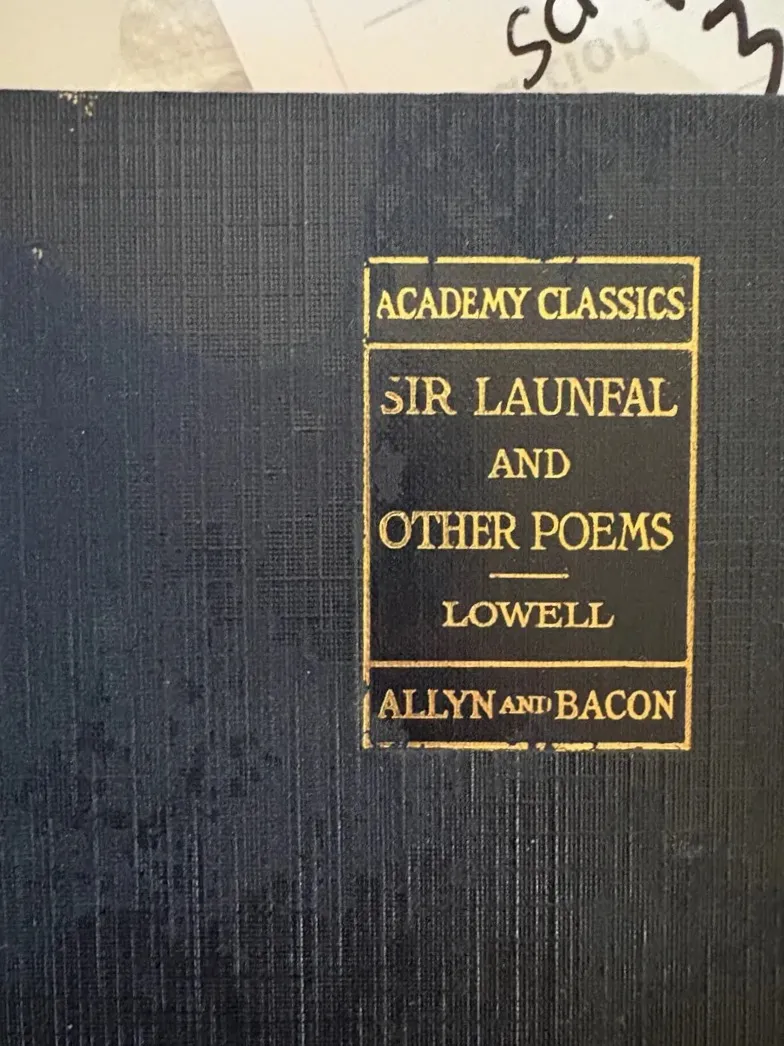 ACADEMY CLASSICS
SIR LAUNFAL
AND
OTHER POEMS
LOWELL
ALLYN AND BACON